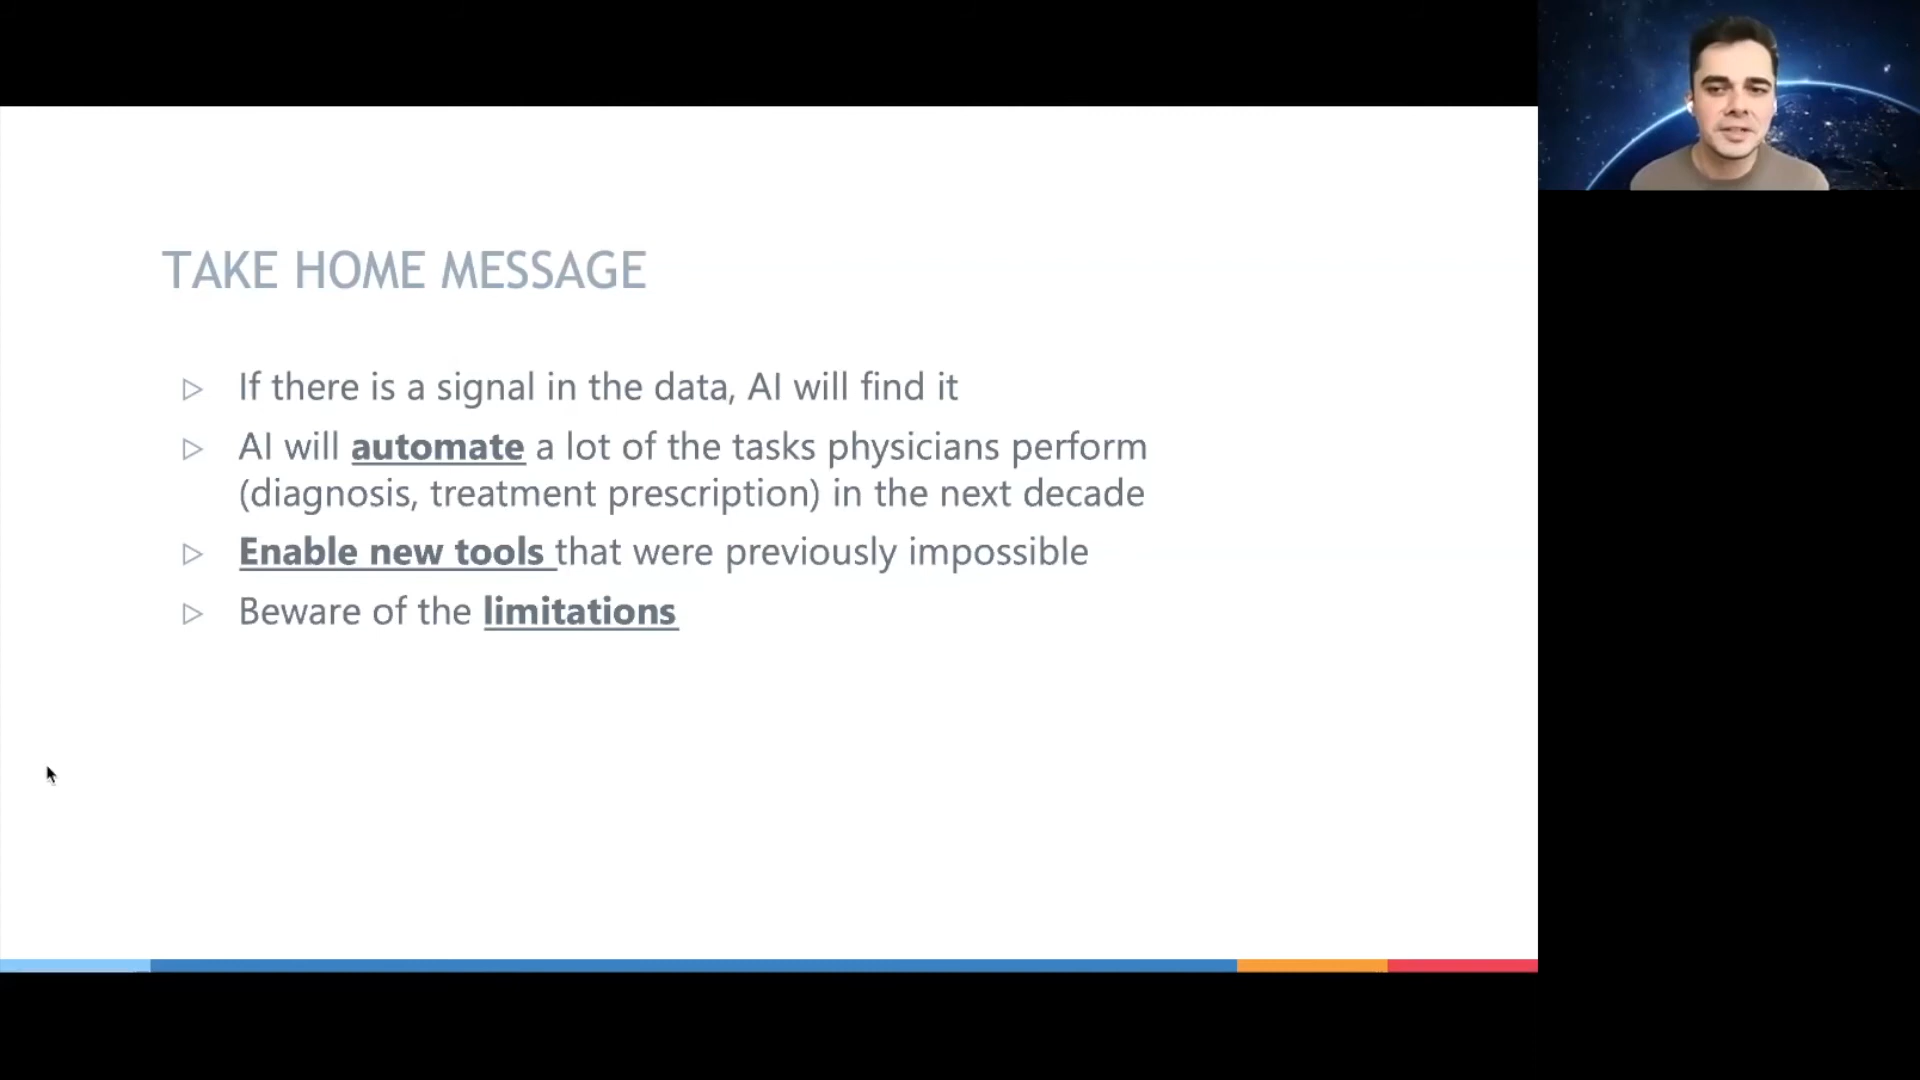 TAKE HOME MESSAGE
▷ If there is a signal in the data, AI will find it
▷ AI will automate a lot of the tasks physicians perform
(diagnosis, treatment prescription) in the next decade
▷ Enable new tools that were previously impossible
▷ Beware of the limitations